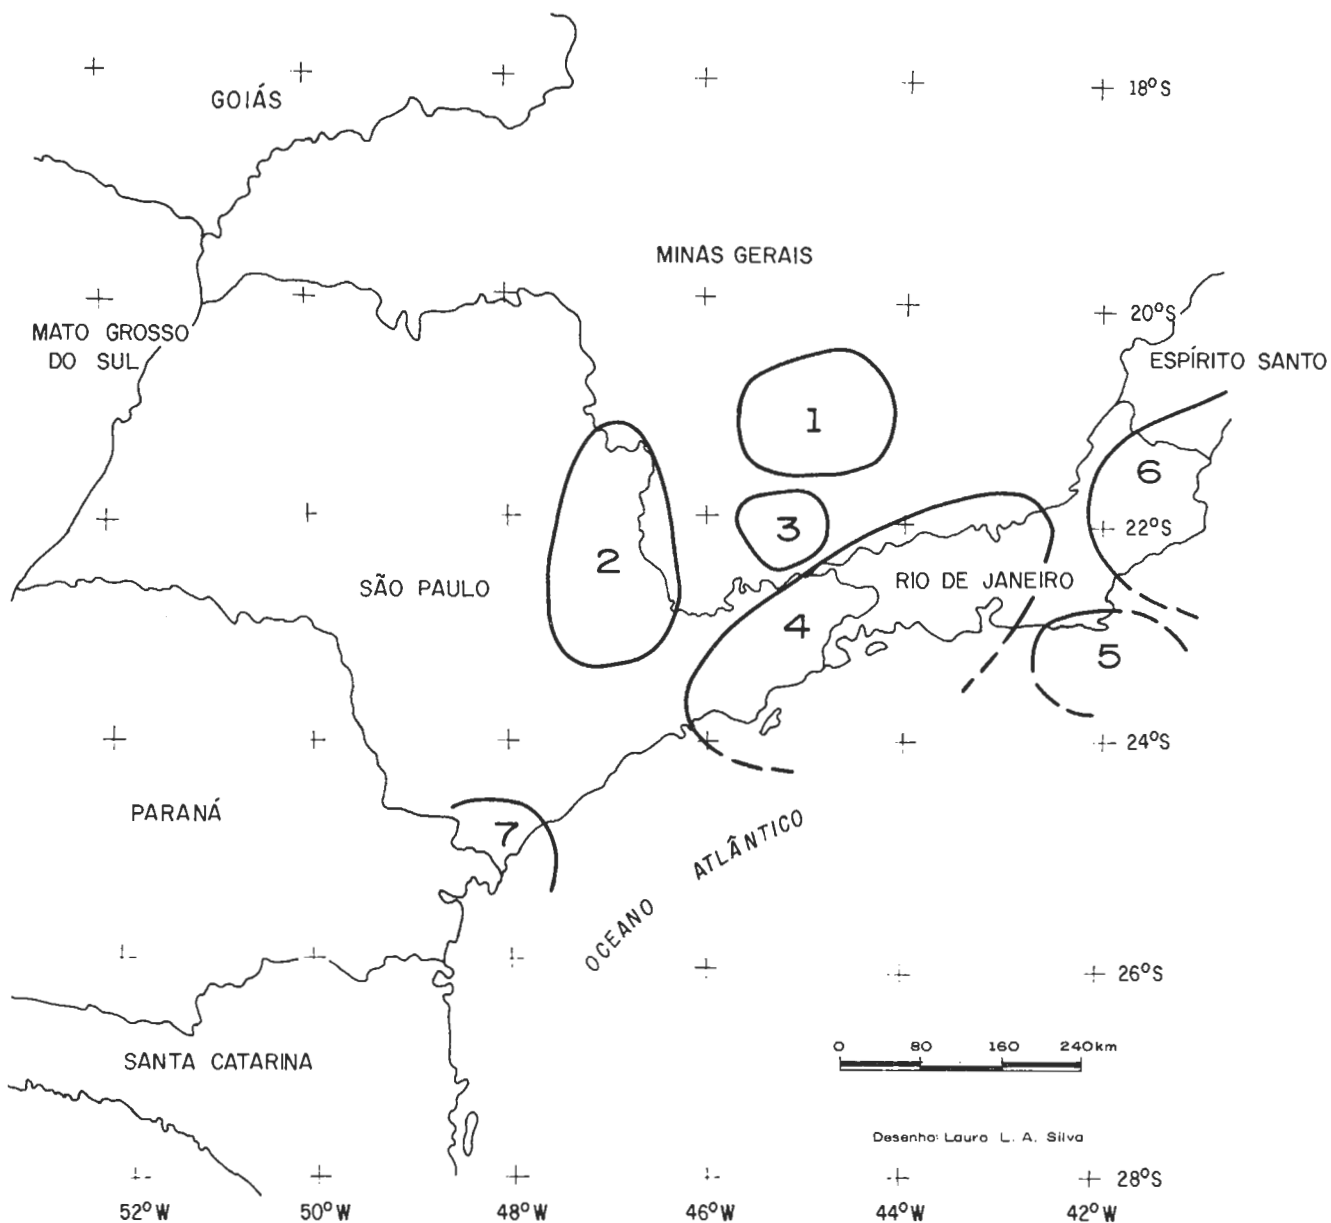 GOIÁS
18°S
MINAS GERAIS
MATO GROSSO
DO SUL
20°S
ESPÍRITO SANTO
1
6
2
3
22°S
SÃO PAULO
RIO DE JANEIRO
4
5
24°S
PARANÁ
7
OCEANO ATLÂNTICO
26°S
0 80 160 240km
SANTA CATARINA
Desenho: Lauro L. A. Silva
28°S
52°W 50°W 48°W 46°W 44°W 42°W